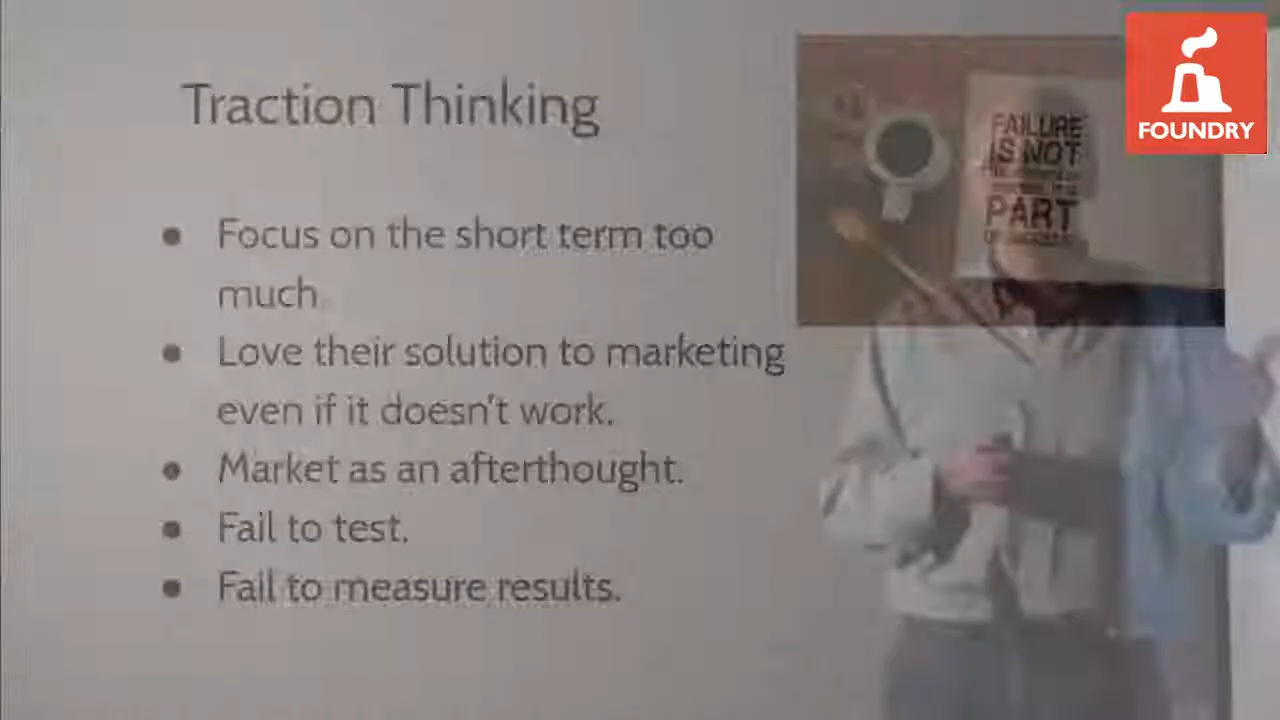 Traction Thinking
● Focus on the short term too
much.
● Love their solution to marketing
even if it doesn't work.
● Market as an afterthought.
● Fail to test.
● Fail to measure results.
FAILURE
IS NOT
PART
FOUNDRY